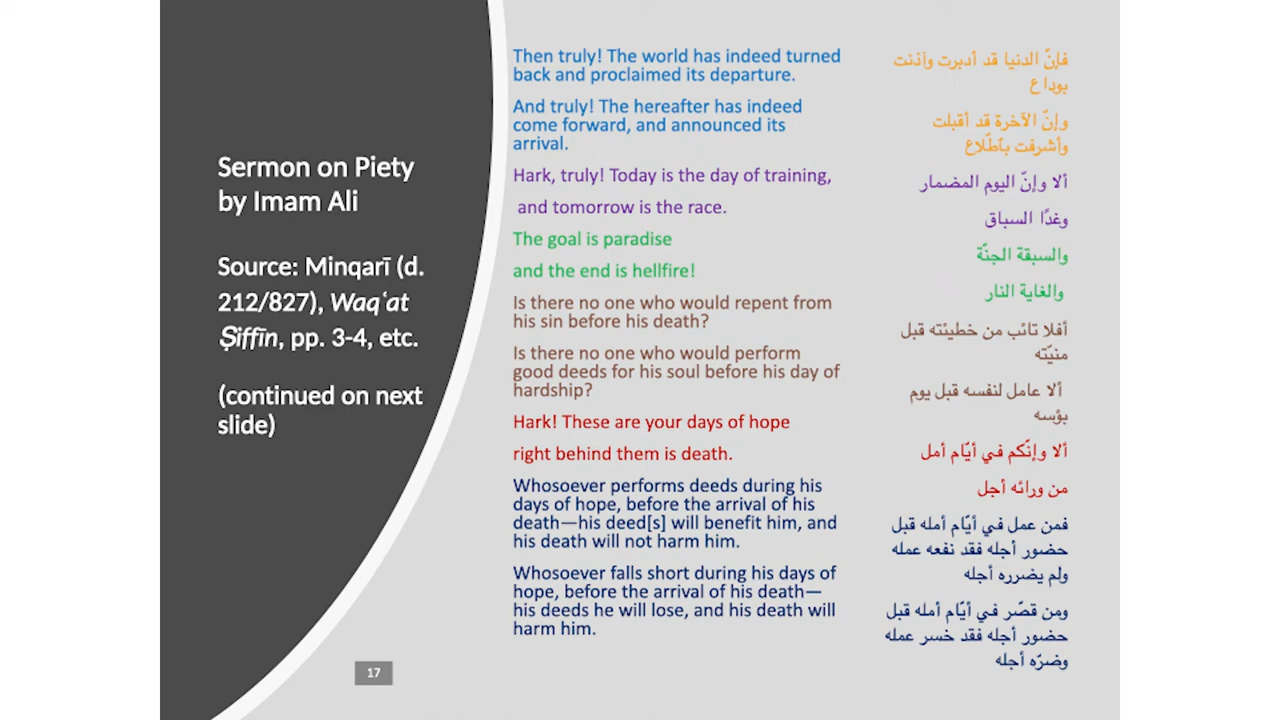 Sermon on Piety
by Imam Ali
Source: Minqarī (d.
212/827), Waqʿat
Ṣiffīn, pp. 3-4, etc.
(continued on next
slide)
Then truly! The world has indeed turned
back and proclaimed its departure.
And truly! The hereafter has indeed
come forward, and announced its
arrival.
Hark, truly! Today is the day of training,
and tomorrow is the race.
The goal is paradise
and the end is hellfire!
Is there no one who would repent from
his sin before his death?
Is there no one who would perform
good deeds for his soul before his day of
hardship?
Hark! These are your days of hope
right behind them is death.
Whosoever performs deeds during his
days of hope, before the arrival of his
death—his deed[s] will benefit him, and
his death will not harm him.
Whosoever falls short during his days of
hope, before the arrival of his death—
his deeds he will lose, and his death will
harm him.
فإنّ الدنيا قد أدبرت وآذنت
بوداع
وإنّ الآخرة قد أقبلت
وأشرفت بٱطّلاع
ألا وإنّ اليوم المضمار
وغدًا السباق
والسبقة الجنّة
والغاية النار
أفلا تائب من خطيئته قبل
منيّته
ألا عامل لنفسه قبل يوم
بؤسه
ألا وإنّكم في أيّام أمل
من ورائه أجل
فمن عمل في أيّام أمله قبل
حضور أجله فقد نفعه عمله
ولم يضرره أجله
ومن قصّر في أيّام أمله قبل
حضور أجله فقد خسر عمله
وضرّه أجله
17